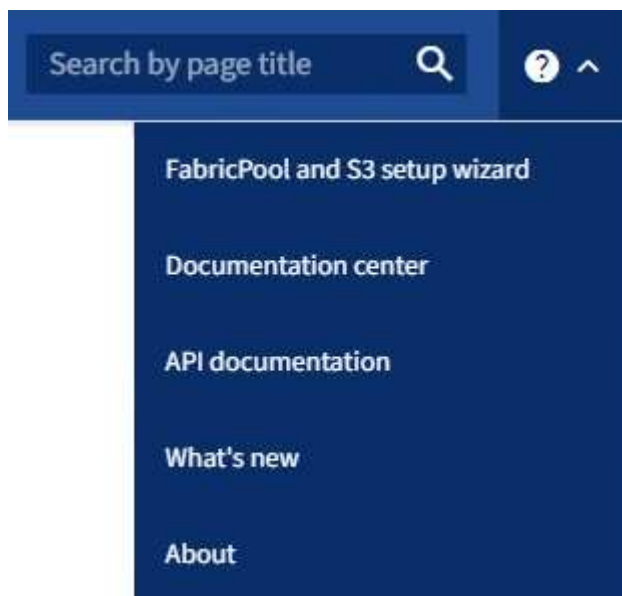 Search by page title
FabricPool and S3 setup wizard
Documentation center
API documentation
What's new
About